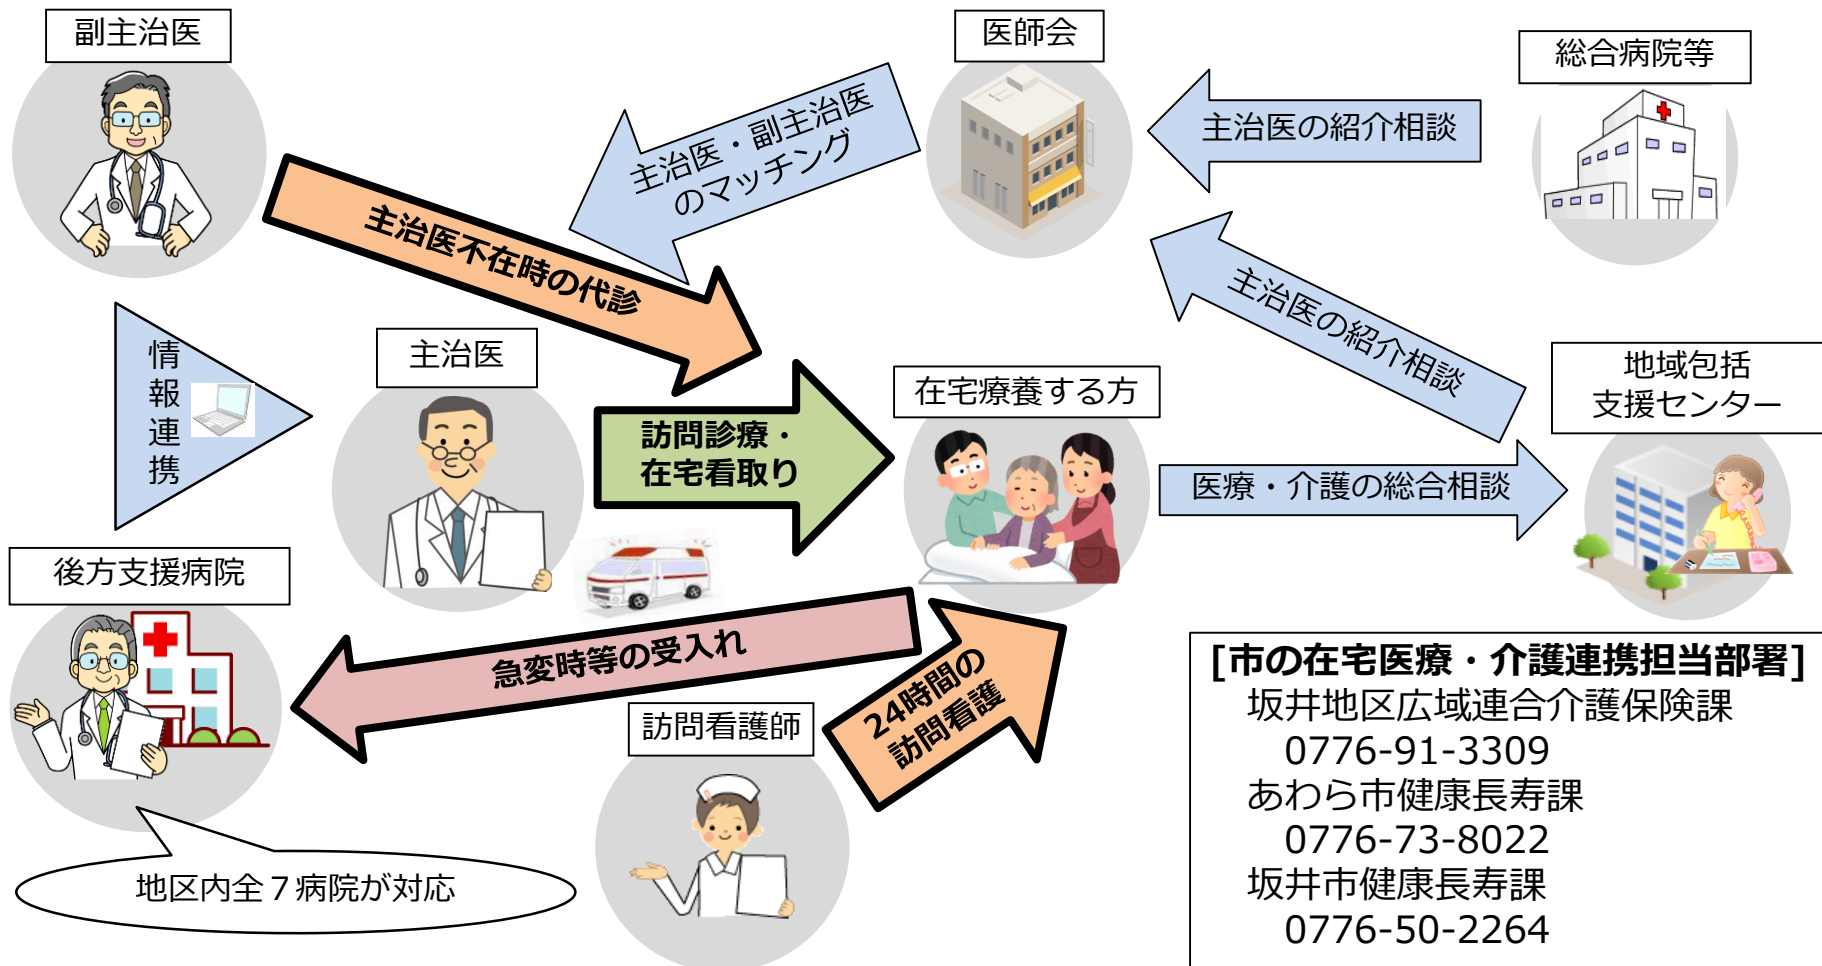 副主治医
医師会
総合病院等
主治医・副主治医
のマッチング
主治医の紹介相談
主治医不在時の代診
主治医の紹介相談
情報連携
主治医
訪問診療・
在宅看取り
在宅療養する方
地域包括
支援センター
医療・介護の総合相談
後方支援病院
急変時等の受入れ
24時間の
訪問看護
訪問看護師
地区内全７病院が対応
[市の在宅医療・介護連携担当部署]
坂井地区広域連合介護保険課
0776-91-3309
あわら市健康長寿課
0776-73-8022
坂井市健康長寿課
0776-50-2264